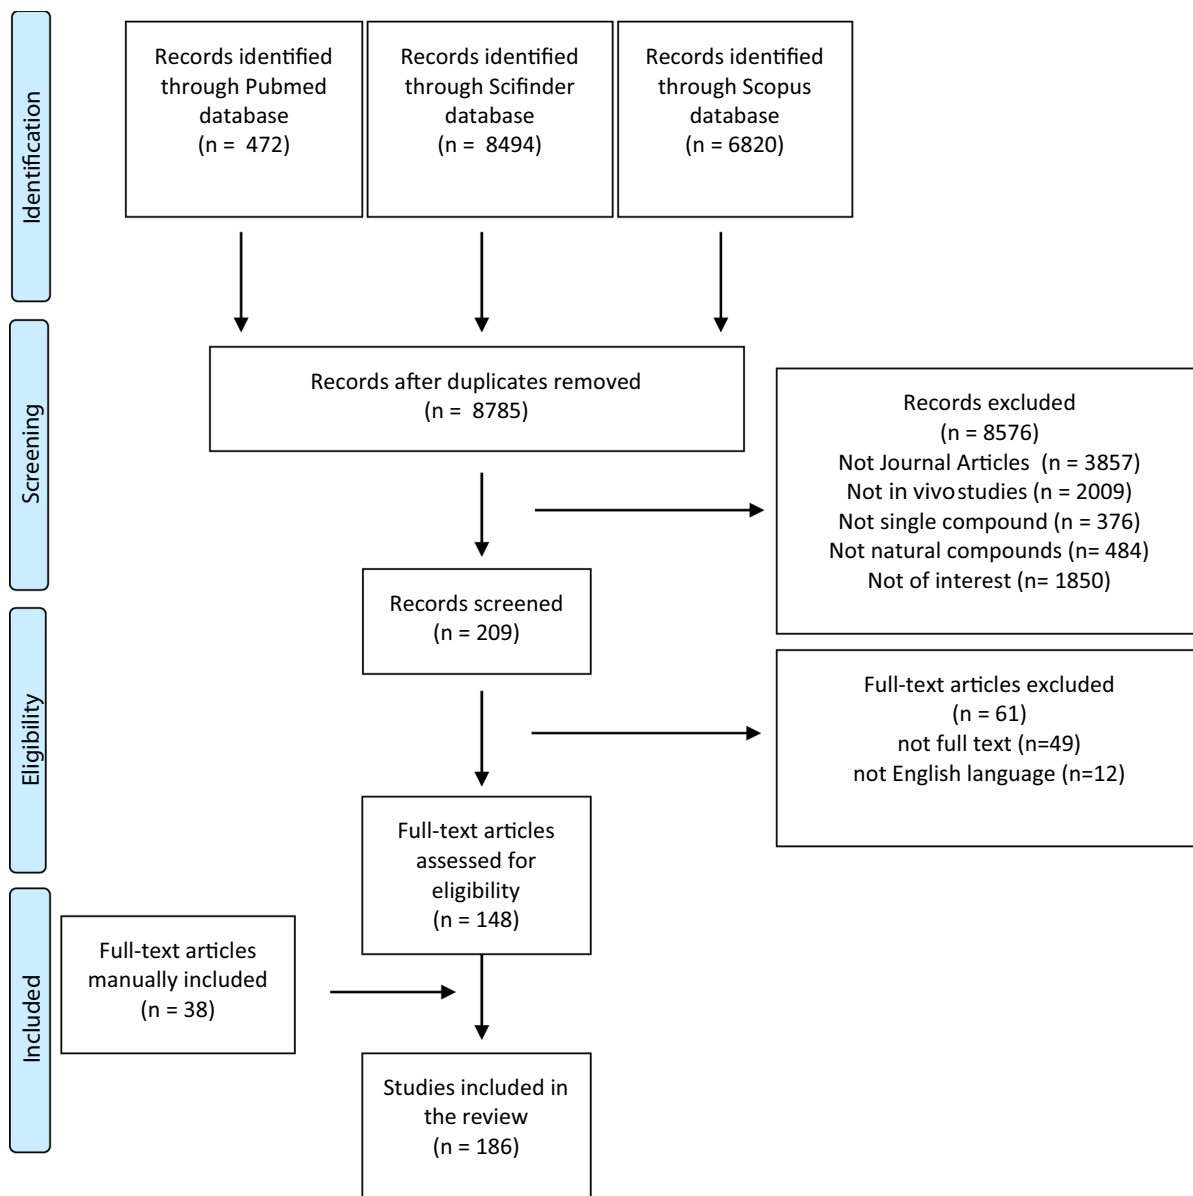 Identification
Records identified
through Pubmed
database
(n = 472)
Records identified
through Scifinder
database
(n = 8494)
Records identified
through Scopus
database
(n = 6820)
Screening
Records after duplicates removed
(n = 8785)
Records excluded
(n = 8576)
Not Journal Articles (n = 3857)
Not in vivo studies (n = 2009)
Not single compound (n = 376)
Not natural compounds (n= 484)
Not of interest (n= 1850)
Records screened
(n = 209)
Eligibility
Full-text articles excluded
(n = 61)
not full text (n=49)
not English language (n=12)
Full-text articles
assessed for
eligibility
(n = 148)
Included
Full-text articles
manually included
(n = 38)
Studies included in
the review
(n = 186)